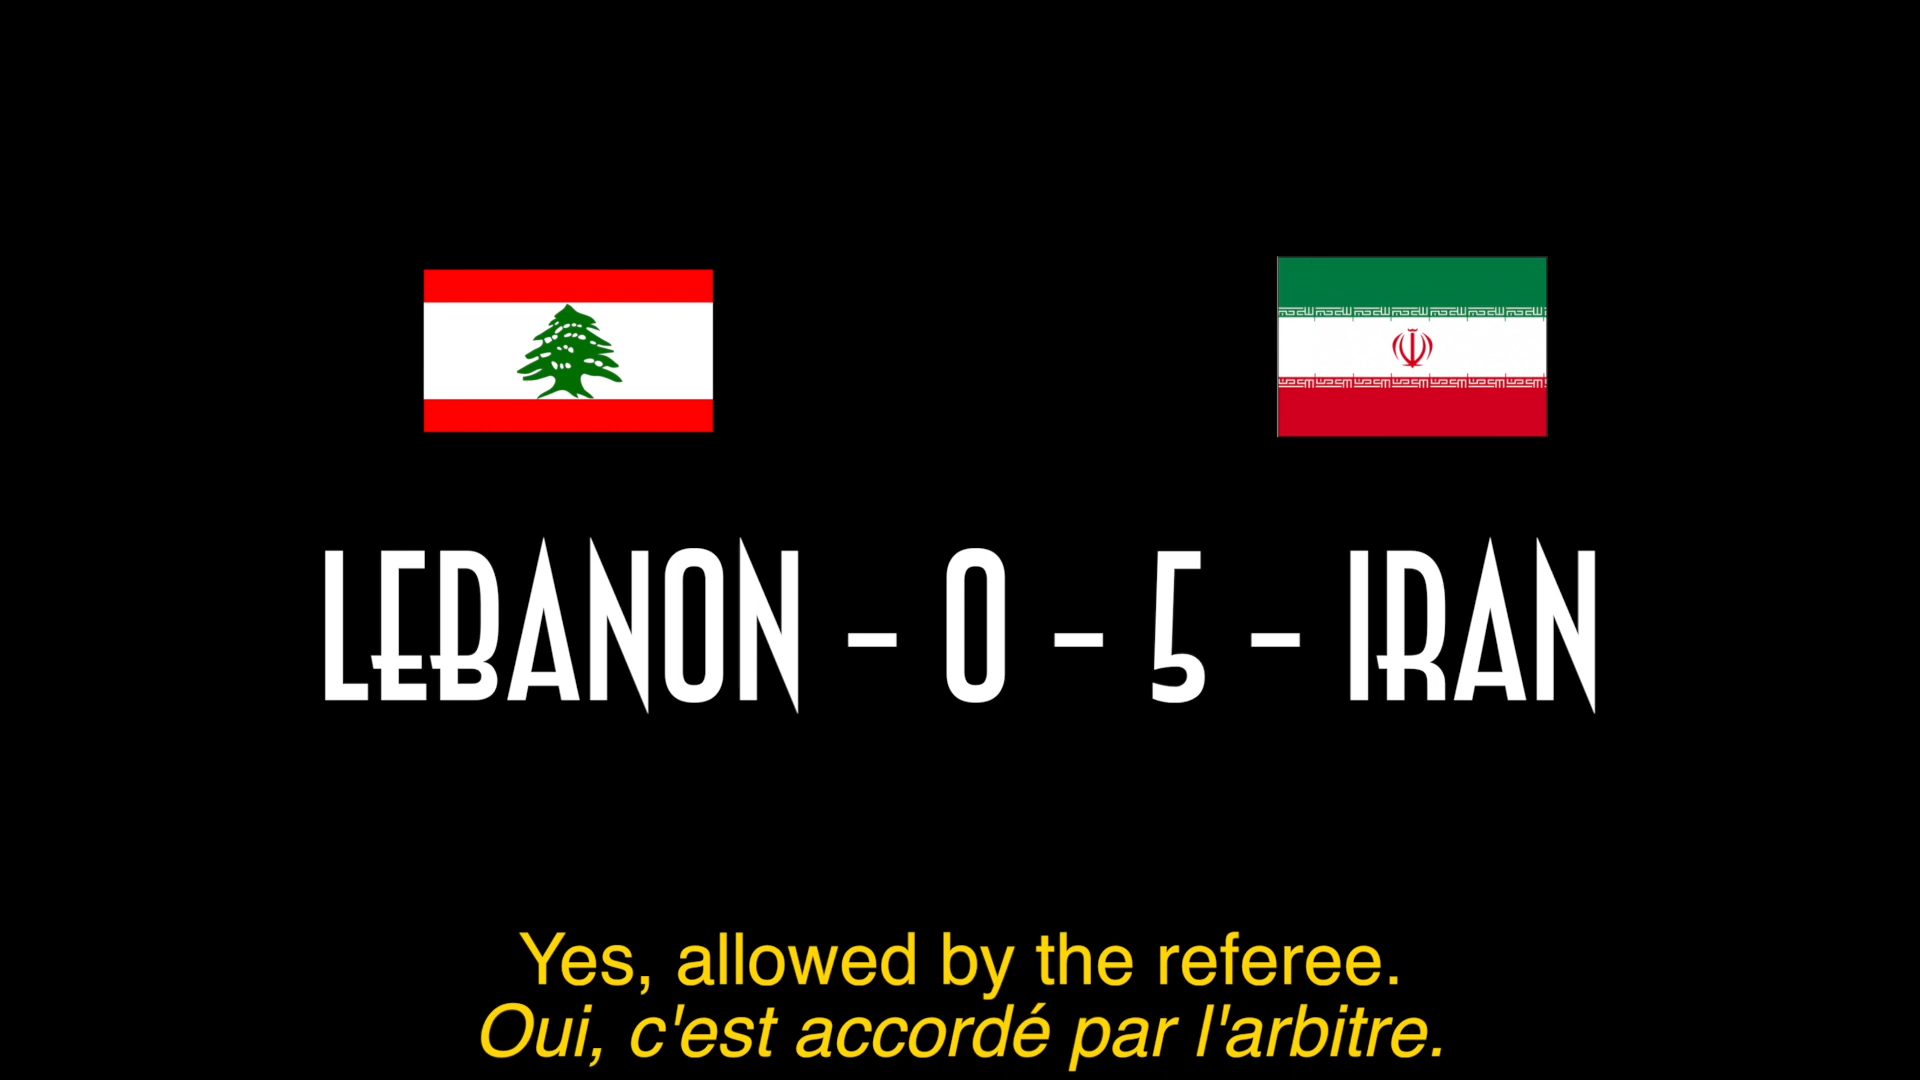 LEBANON - 0 - 5 - IRAN
Yes, allowed by the referee.
Oui, c'est accordé par l'arbitre.